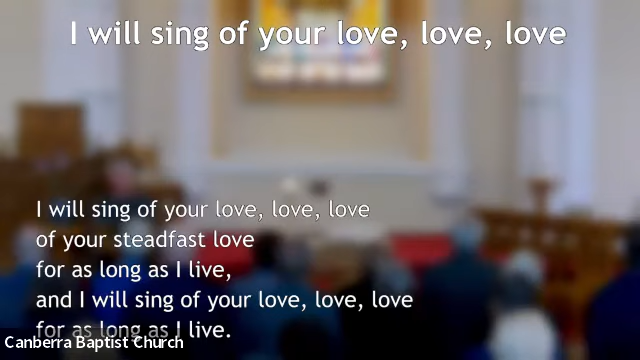 I will sing of your love, love, love
I will sing of your love, love, love
of your steadfast love
for as long as I live,
and I will sing of your love, love, love
for as long as I live.
Canberra Baptist Church